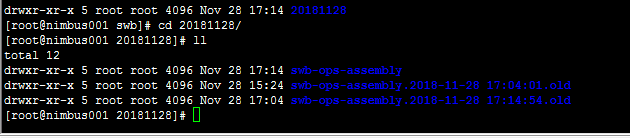 drwxr-xr-x 5 root root 4096 Nov 28 17:14 20181128
[root@nimbus001 swb]# cd 20181128/
[root@nimbus001 20181128]# ll
total 12
drwxr-xr-x 5 root root 4096 Nov 28 17:14 swb-ops-assembly
drwxr-xr-x 5 root root 4096 Nov 28 15:24 swb-ops-assembly.2018-11-28 17:04:01.old
drwxr-xr-x 5 root root 4096 Nov 28 17:04 swb-ops-assembly.2018-11-28 17:14:54.old
[root@nimbus001 20181128]#